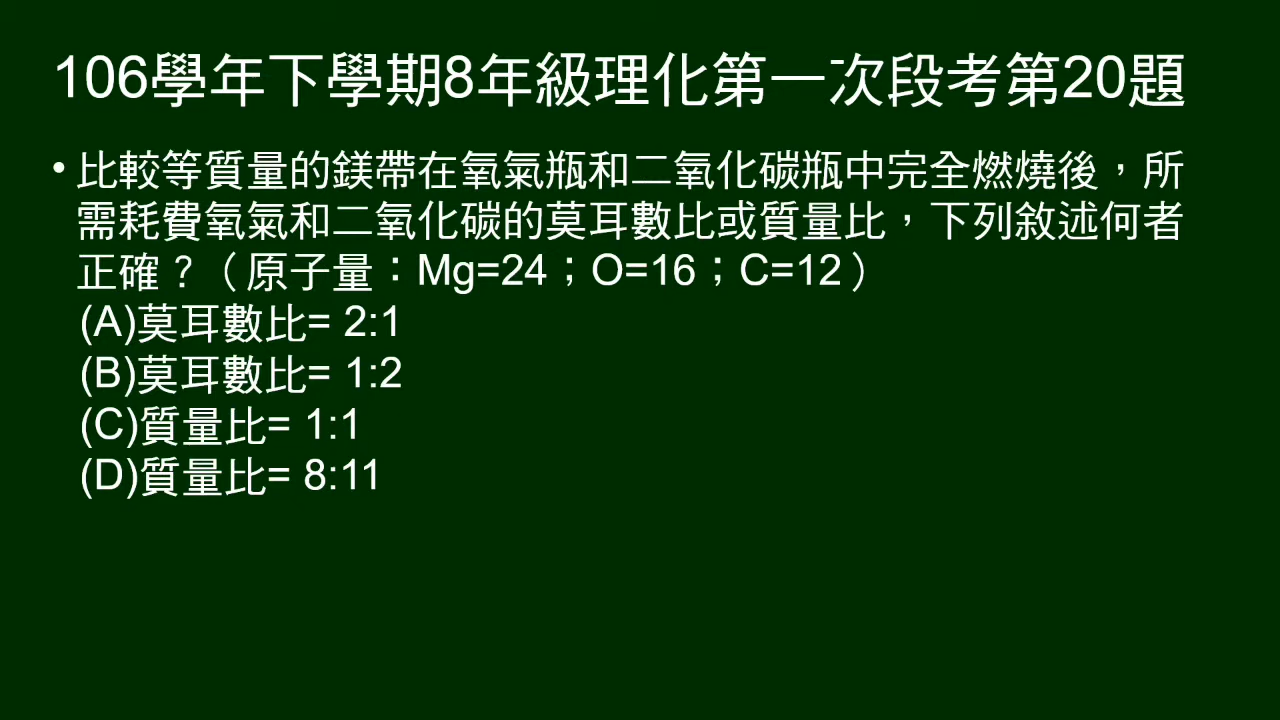 106學年下學期8年級理化第一次段考第20題
• 比較等質量的鎂帶在氧氣瓶和二氧化碳瓶中完全燃燒後，所
需耗費氧氣和二氧化碳的莫耳數比或質量比，下列敘述何者
正確？（原子量：Mg=24；O=16；C=12）
(A)莫耳數比= 2:1
(B)莫耳數比= 1:2
(C)質量比= 1:1
(D)質量比= 8:11